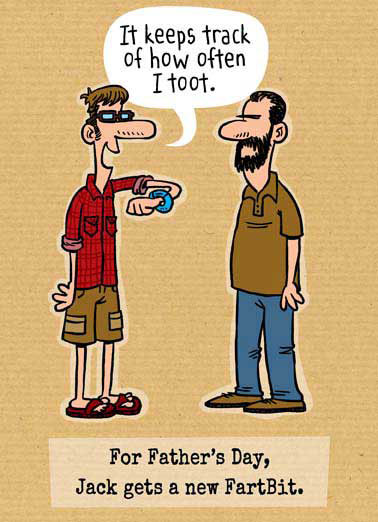 It keeps track
of how often
I toot.
For Father's Day,
Jack gets a new FartBit.